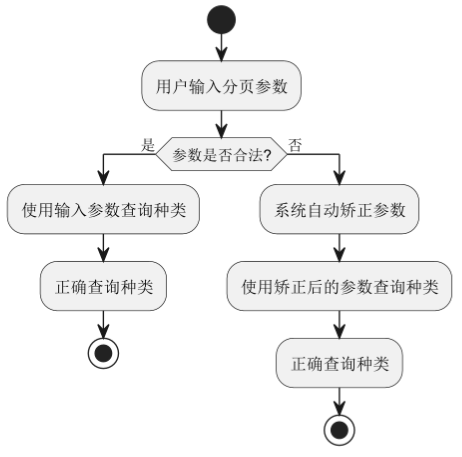 用户输入分页参数
是
参数是否合法?
否
使用输入参数查询种类
系统自动矫正参数
正确查询种类
使用矫正后的参数查询种类
正确查询种类